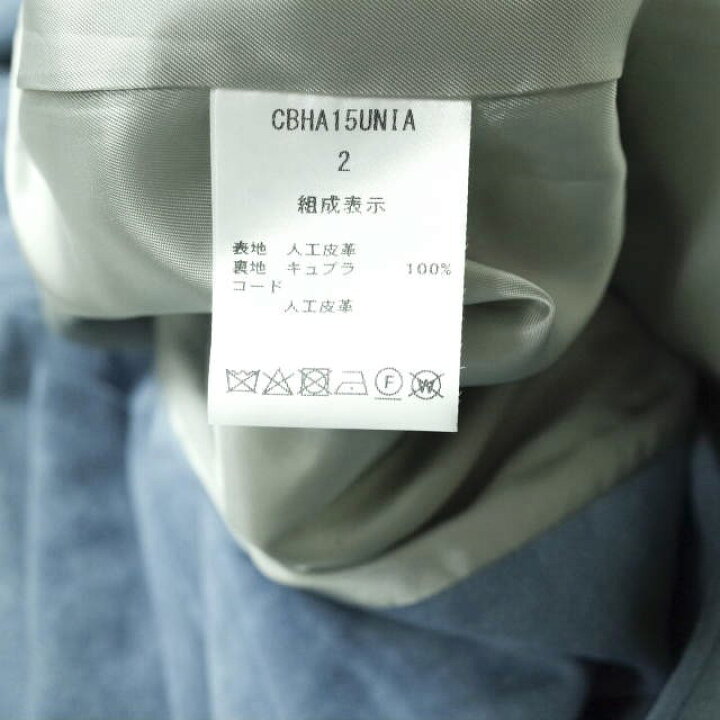 CBHA15UNIA
2
組成表示
表地 人工皮革
裏地 キュプラ 100%
コード
人工皮革
F
W